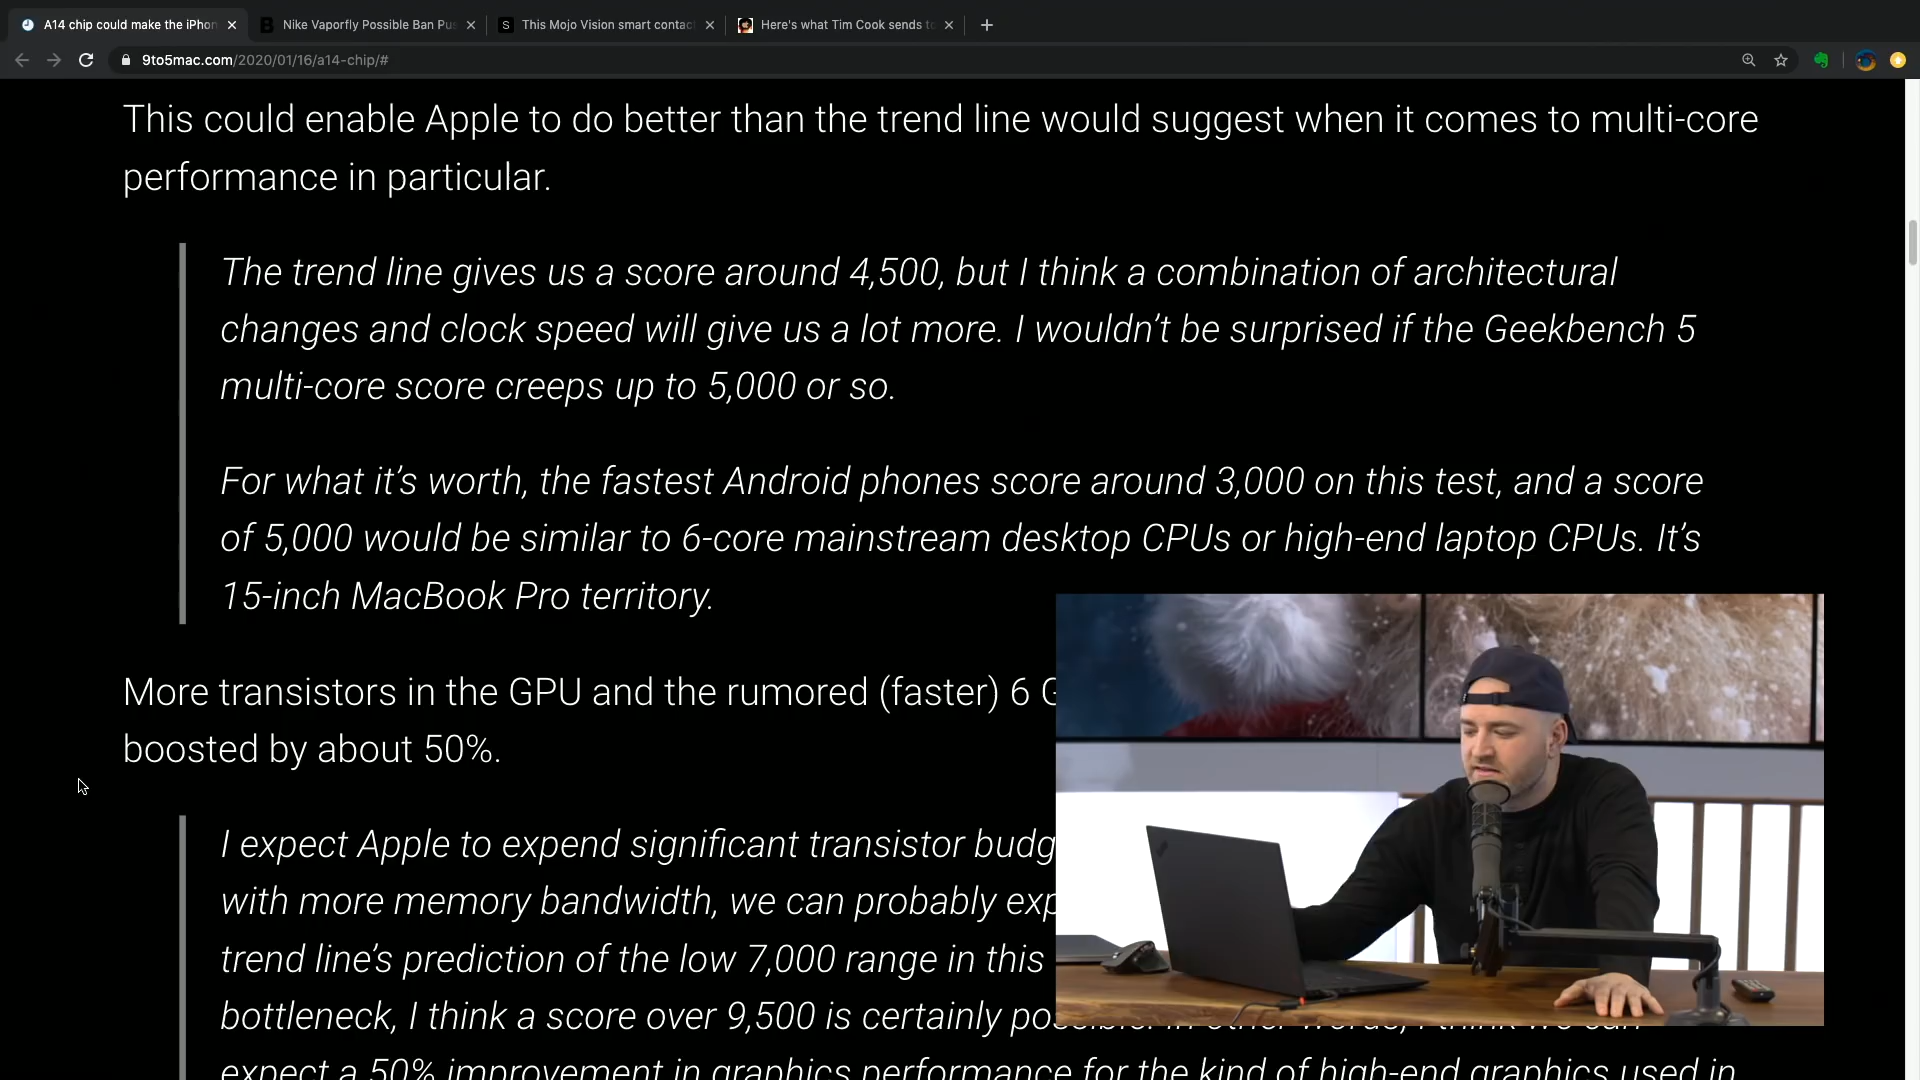 A14 chip could make the iPhon
Nike Vaporfly Possible Ban Pus
This Mojo Vision smart contac
Here's what Tim Cook sends to
9to5mac.com/2020/01/16/a14-chip/#
This could enable Apple to do better than the trend line would suggest when it comes to multi-core
performance in particular.
The trend line gives us a score around 4,500, but I think a combination of architectural
changes and clock speed will give us a lot more. I wouldn’t be surprised if the Geekbench 5
multi-core score creeps up to 5,000 or so.
For what it’s worth, the fastest Android phones score around 3,000 on this test, and a score
of 5,000 would be similar to 6-core mainstream desktop CPUs or high-end laptop CPUs. It’s
15-inch MacBook Pro territory.
More transistors in the GPU and the rumored (faster) 6
boosted by about 50%.
I expect Apple to expend significant transistor budg
with more memory bandwidth, we can probably exp
trend line’s prediction of the low 7,000 range in this
bottleneck, I think a score over 9,500 is certainly possible. In other words, I think we can
expect a 50% improvement in graphics performance for the kind of high-end graphics used in